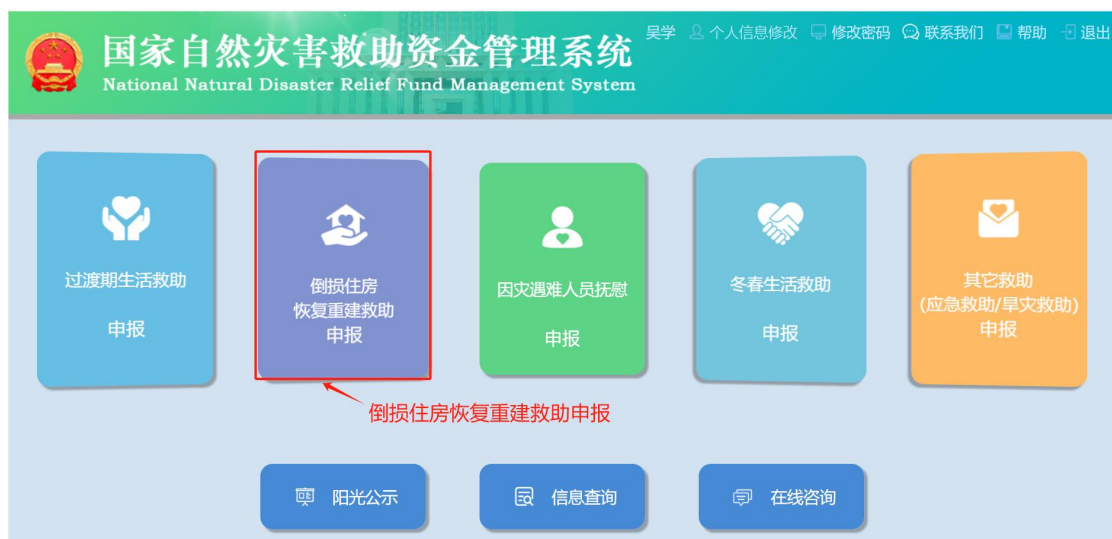 吴学 个人信息修改 修改密码 联系我们 帮助 退出
国家自然灾害救助资金管理系统
National Natural Disaster Relief Fund Management System
过渡期生活救助
申报
倒损住房
恢复重建救助
申报
因灾遇难人员抚慰
申报
冬春生活救助
申报
其它救助
(应急救助/旱灾救助)
申报
倒损住房恢复重建救助申报
阳光公示
信息查询
在线咨询